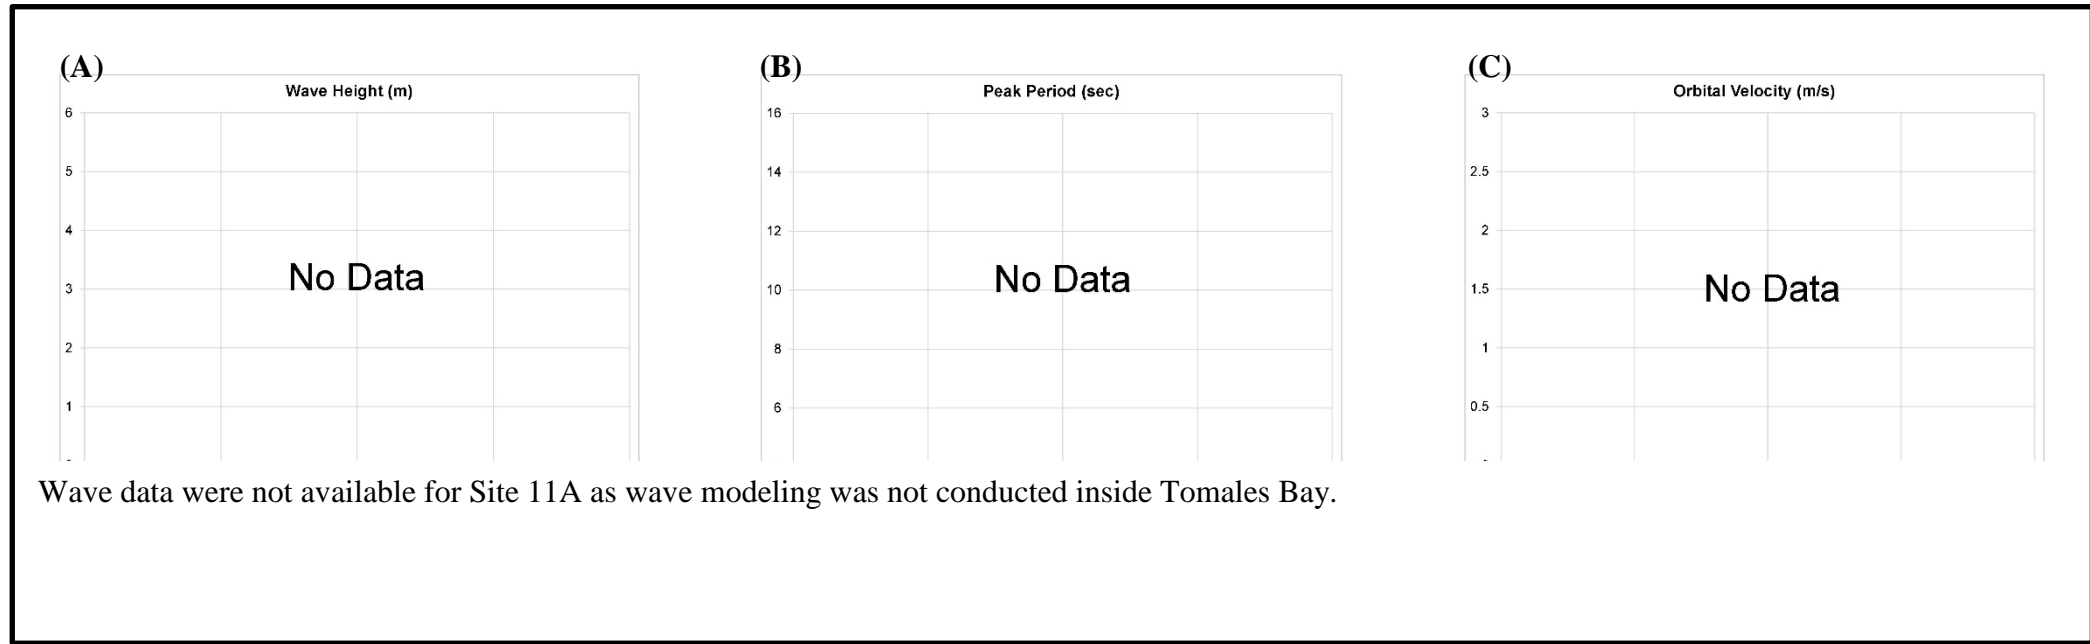 (A)
Wave Height (m)
6
5
4
3
2
1
No Data
(B)
Peak Period (sec)
16
14
12
10
8
6
No Data
(C)
Orbital Velocity (m/s)
3
2.5
2
1.5
1
0.5
No Data
Wave data were not available for Site 11A as wave modeling was not conducted inside Tomales Bay.